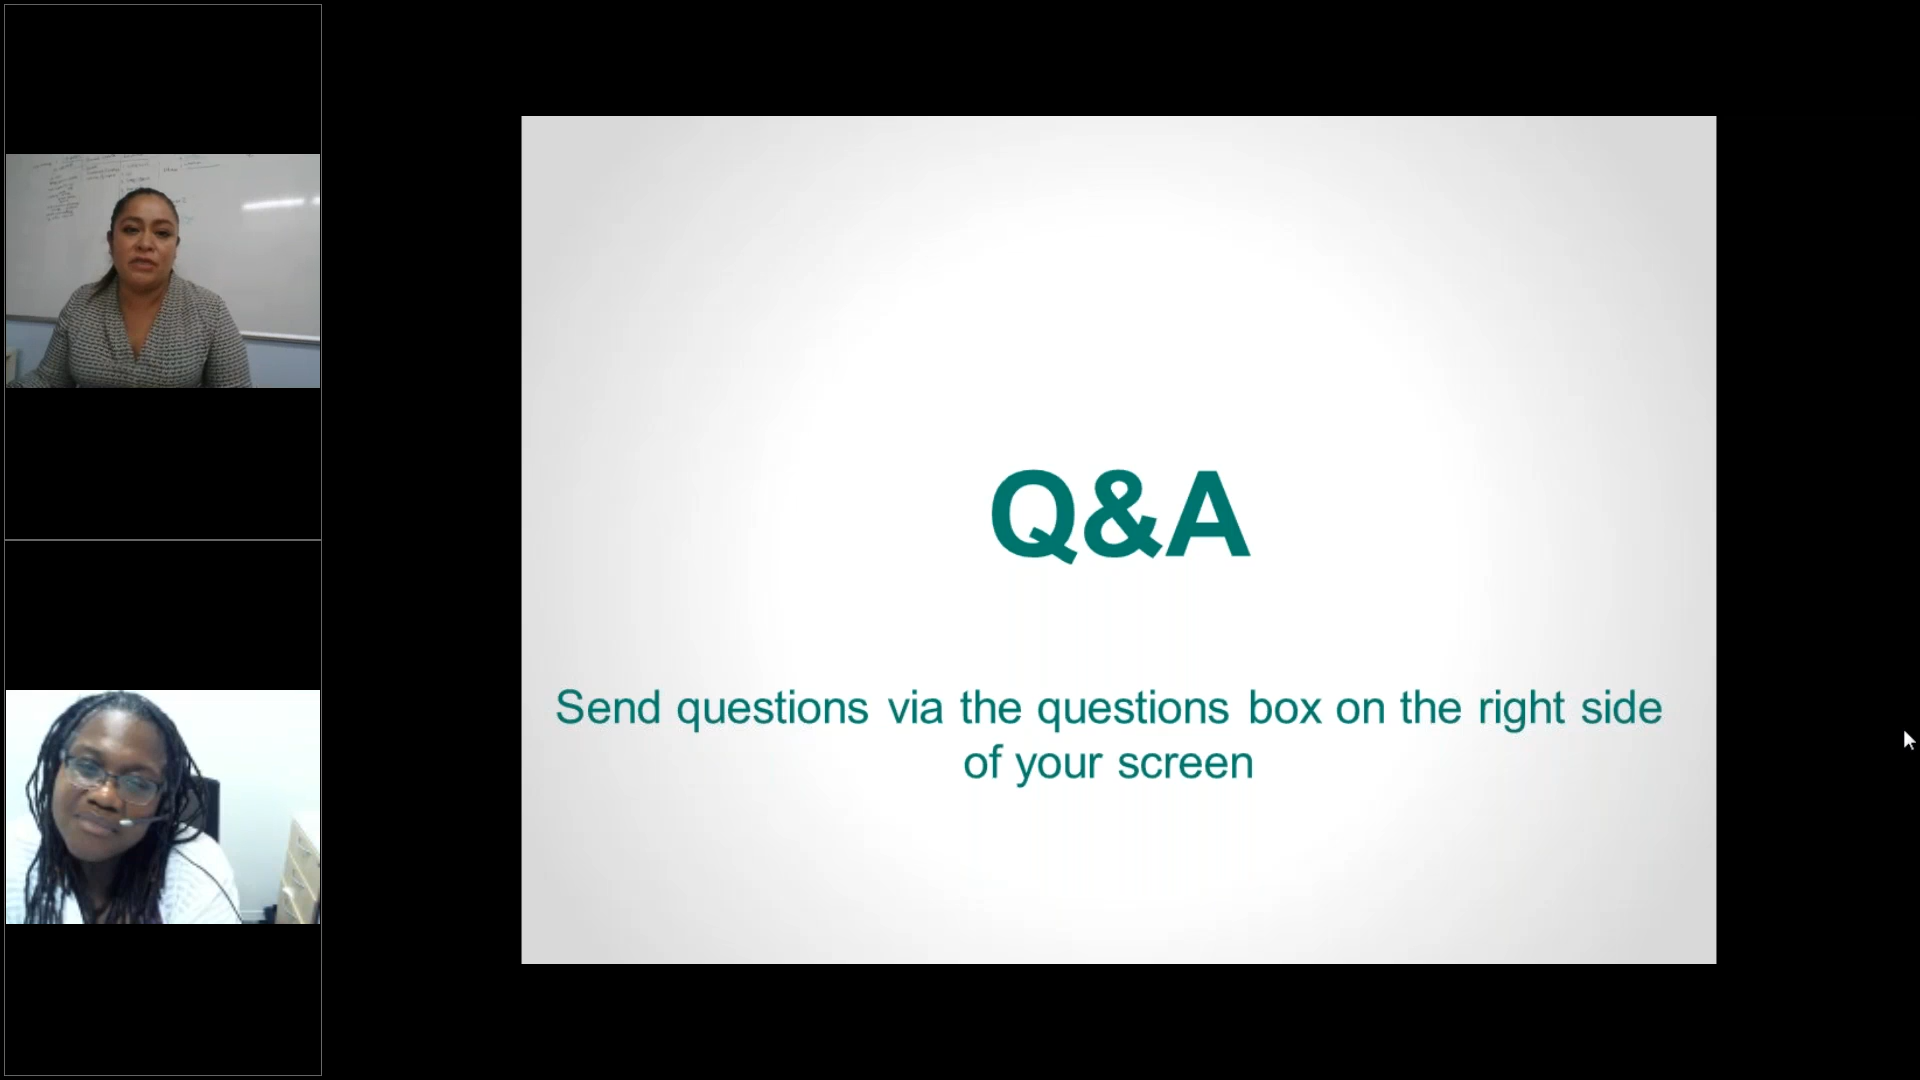 Q&A
Send questions via the questions box on the right side
of your screen